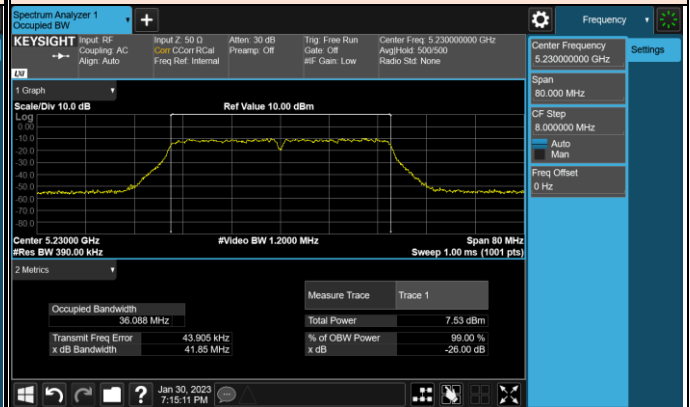 Spectrum Analyzer 1
Occupied BW
Frequency
KEYSIGHT
Input: RF
Coupling: AC
Align: Auto
Input Z: 50 Ω
Corr CCorr RCal
Freq Ref: Internal
Atten: 30 dB
Preamp: Off
Trig: Free Run
Gate: Off
#IF Gain: Low
Center Freq: 5.230000000 GHz
Avg|Hold: 500/500
Radio Std: None
LXI
Center Frequency
5.230000000 GHz
Settings
Span
80.000 MHz
CF Step
8.000000 MHz
Auto
Man
Freq Offset
0 Hz
1 Graph
Scale/Div 10.0 dB
Ref Value 10.00 dBm
Log
0.00
-10.0
-20.0
-30.0
-40.0
-50.0
-60.0
-70.0
-80.0
Center 5.23000 GHz
#Video BW 1.2000 MHz
Span 80 MHz
#Res BW 390.00 kHz
Sweep 1.00 ms (1001 pts)
2 Metrics
Measure Trace
Trace 1
Occupied Bandwidth
36.088 MHz
Total Power
7.53 dBm
Transmit Freq Error
43.905 kHz
% of OBW Power
99.00 %
x dB Bandwidth
41.85 MHz
x dB
-26.00 dB
Jan 30, 2023
7:15:11 PM